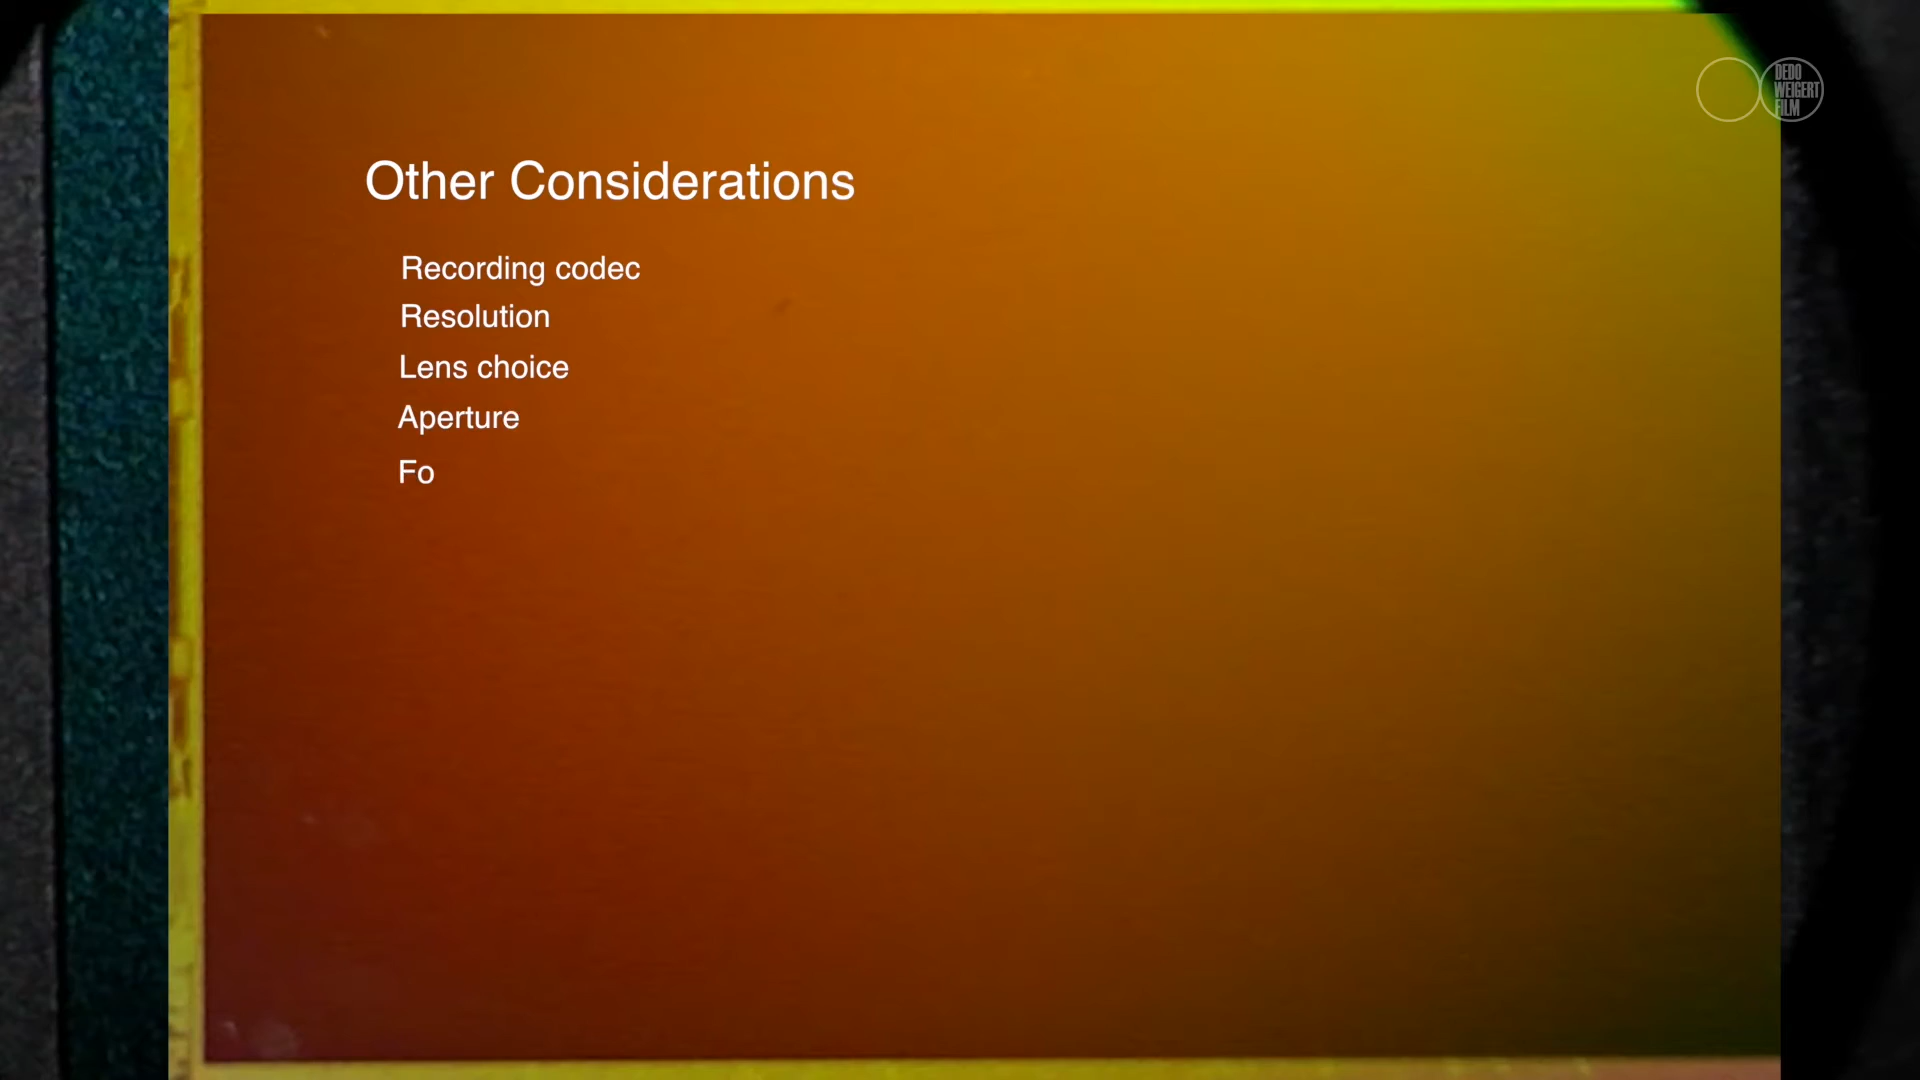 Other Considerations
Recording codec
Resolution
Lens choice
Aperture
Fo
DEDO
WEIGERT
FILM